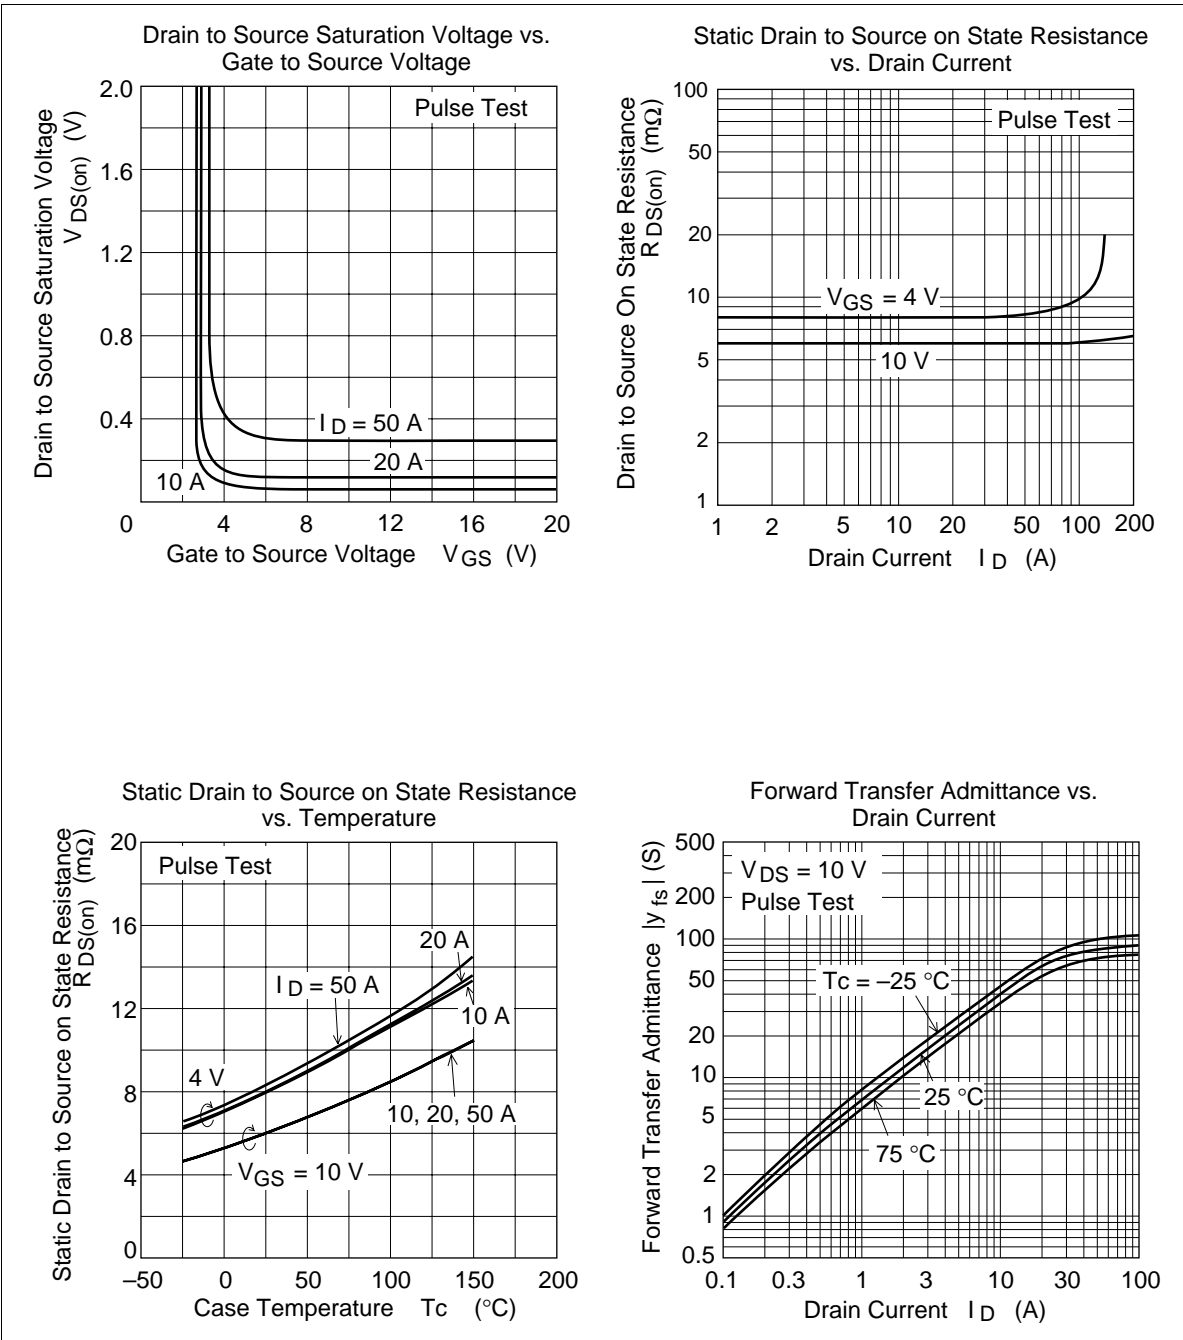 Drain to Source Saturation Voltage vs.
Gate to Source Voltage
Drain to Source Saturation Voltage
V DS(on) (V)
2.0
1.6
1.2
0.8
0.4
Pulse Test
I D = 50 A
20 A
10 A
0 4 8 12 16 20
Gate to Source Voltage V GS (V)
Static Drain to Source on State Resistance
vs. Drain Current
Drain to Source On State Resistance
R DS(on) (mΩ)
100
50
20
10
5
2
1
Pulse Test
V GS = 4 V
10 V
1 2 5 10 20 50 100 200
Drain Current I D (A)
Static Drain to Source on State Resistance
vs. Temperature
Static Drain to Source on State Resistance
R DS(on) (mΩ)
20
16
12
8
4
0
Pulse Test
20 A
I D = 50 A
10 A
4 V
10, 20, 50 A
V GS = 10 V
–50 0 50 100 150 200
Case Temperature Tc (°C)
Forward Transfer Admittance vs.
Drain Current
Forward Transfer Admittance |y fs| (S)
500
200
100
50
20
10
5
2
1
0.5
V DS = 10 V
Pulse Test
Tc = –25 °C
25 °C
75 °C
0.1 0.3 1 3 10 30 100
Drain Current I D (A)